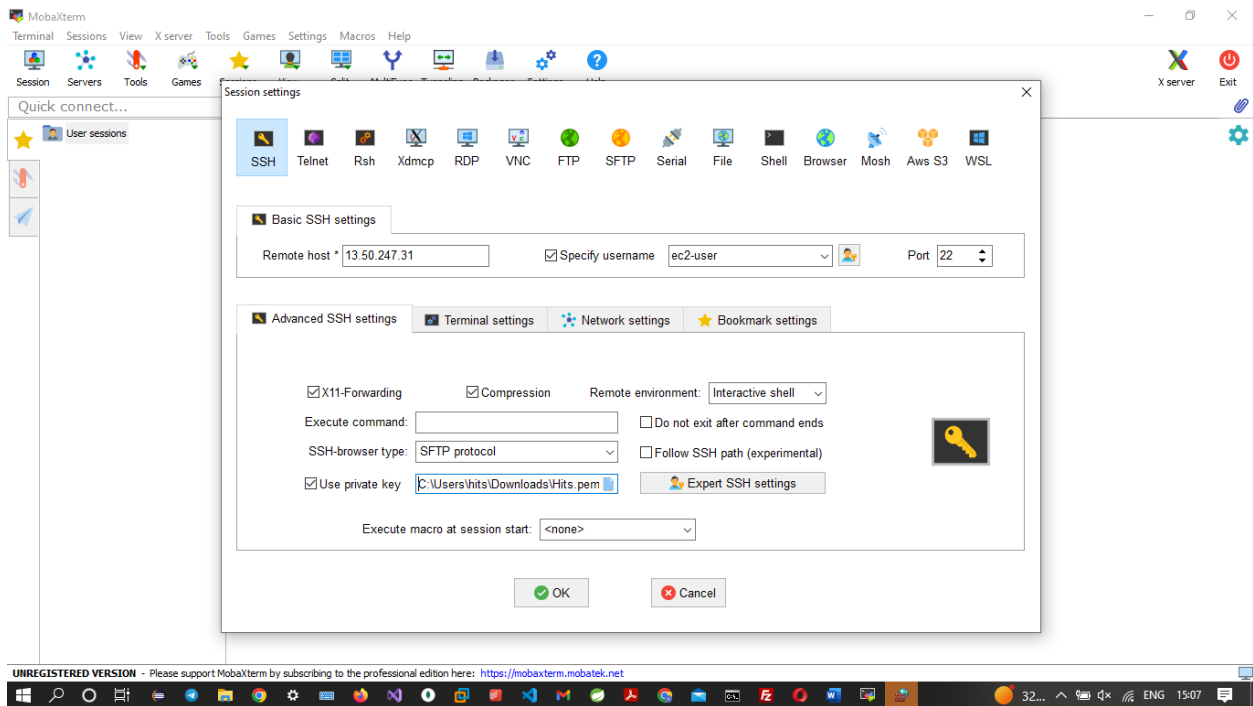 MobaXterm
Terminal Sessions View X server Tools Games Settings Macros Help
Session Servers Tools Games X server Exit
Quick connect...
User sessions
Session settings
SSH Telnet Rsh Xdmcp RDP VNC FTP SFTP Serial File Shell Browser Mosh Aws S3 WSL
Basic SSH settings
Remote host * 13.50.247.31 Specify username ec2-user Port 22
Advanced SSH settings Terminal settings Network settings Bookmark settings
X11-Forwarding Compression Remote environment: Interactive shell
Execute command: Do not exit after command ends
SSH-browser type: SFTP protocol Follow SSH path (experimental)
Use private key C:\Users\hits\Downloads\Hits.pem Expert SSH settings
Execute macro at session start: <none>
OK Cancel
UNREGISTERED VERSION - Please support MobaXterm by subscribing to the professional edition here: https://mobaxterm.mobatek.net
32... ENG 15:07